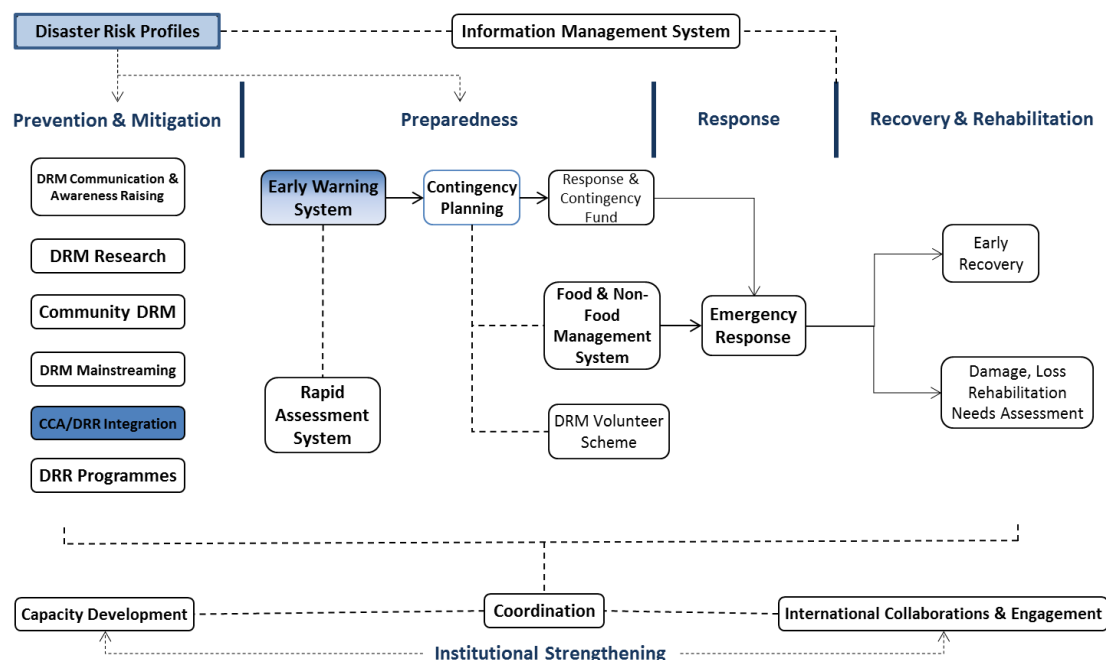 Disaster Risk Profiles
Information Management System
Prevention & Mitigation
Preparedness
Response
Recovery & Rehabilitation
DRM Communication &
Awareness Raising
DRM Research
Community DRM
DRM Mainstreaming
CCA/DRR Integration
DRR Programmes
Early Warning
System
Contingency
Planning
Response &
Contingency
Fund
Rapid
Assessment
System
Food & Non-
Food
Management
System
DRM Volunteer
Scheme
Emergency
Response
Early
Recovery
Damage, Loss
Rehabilitation
Needs Assessment
Capacity Development
Coordination
International Collaborations & Engagement
Institutional Strengthening